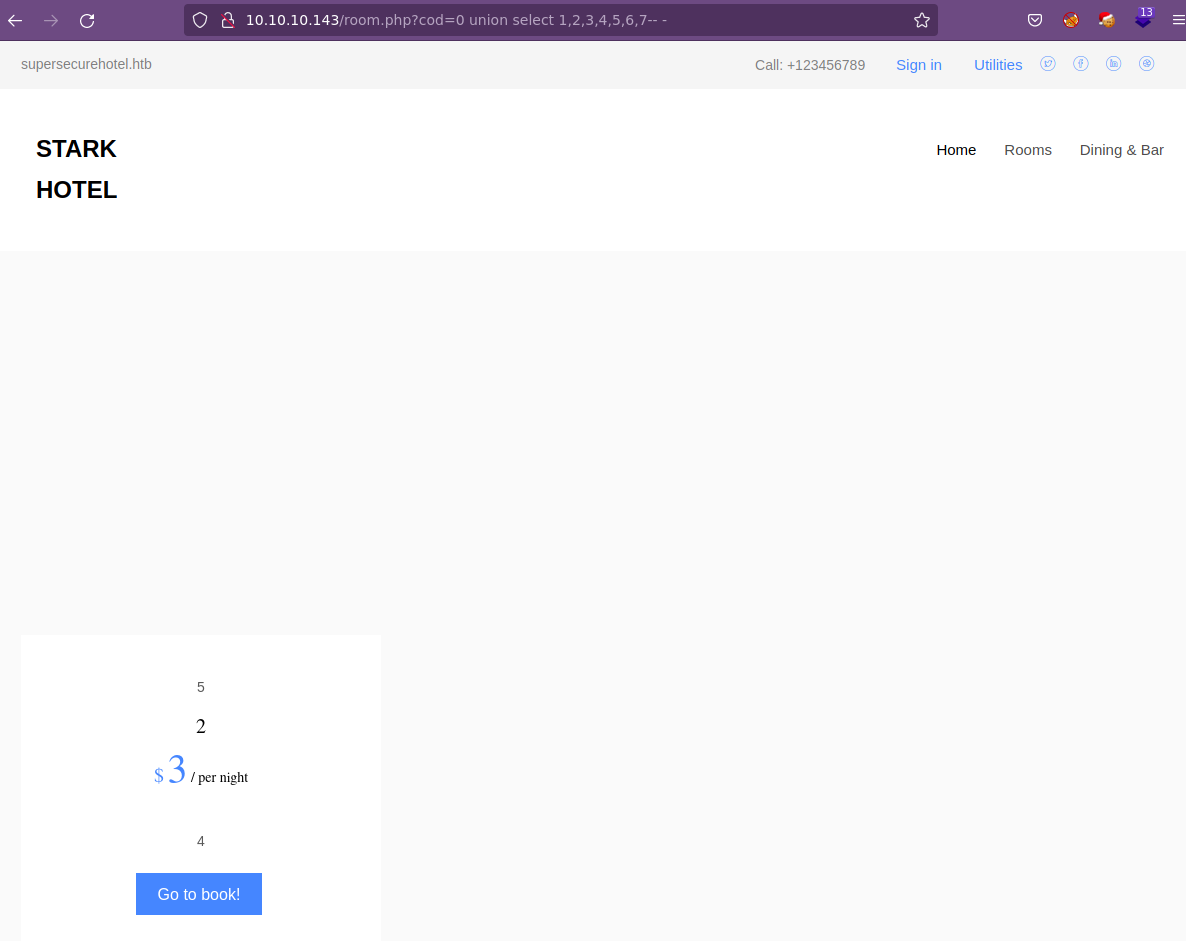 13
10.10.10.143/room.php?cod=0 union select 1,2,3,4,5,6,7-- -
supersecurehotel.htb
Call: +123456789
Sign in
Utilities
STARK
HOTEL
Home
Rooms
Dining & Bar
5
2
$ 3 / per night
4
Go to book!